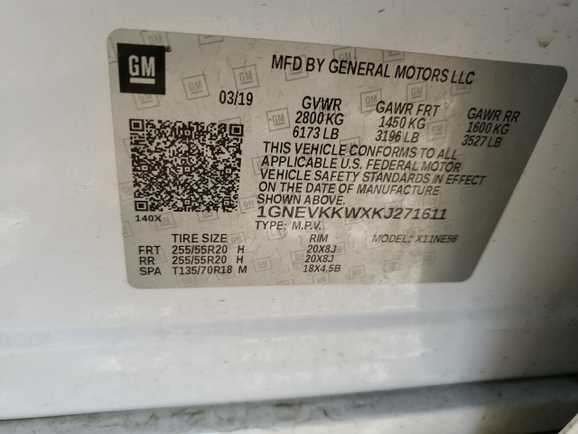 GM
MFD BY GENERAL MOTORS LLC
03/19 GVWR GAWR FRT GAWR RR
2800KG 1450 KG 1600 KG
6173 LB 3196 LB 3527 LB
THIS VEHICLE CONFORMS TO ALL
APPLICABLE U.S. FEDERAL MOTOR
VEHICLE SAFETY STANDARDS IN EFFECT
ON THE DATE OF MANUFACTURE
SHOWN ABOVE.
140X
1GNEVKKWXKJ271611
TYPE: M.P.V. MODEL: X11NE56
TIRE SIZE RIM
FRT 255/55R20 H 20X8J
RR 255/55R20 H 20X8J
SPA T135/70R18 M 18X4.5B